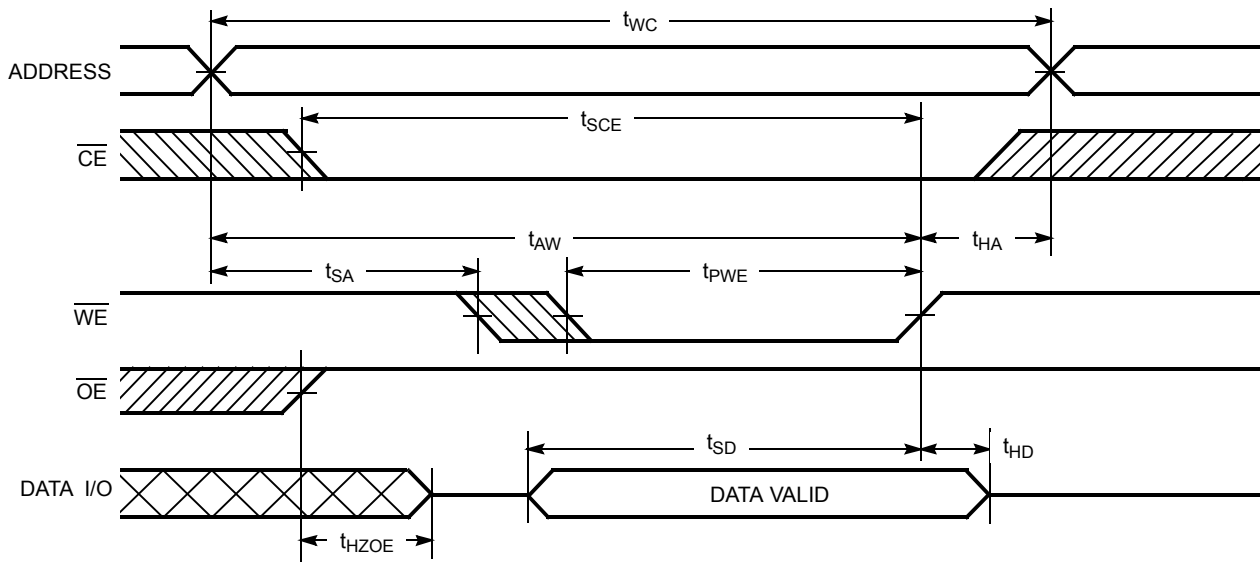 tWC
ADDRESS
tSCE
CE
tAW
tHA
tSA
tPWE
WE
OE
tSD
tHD
DATA I/O
DATA VALID
tHZOE